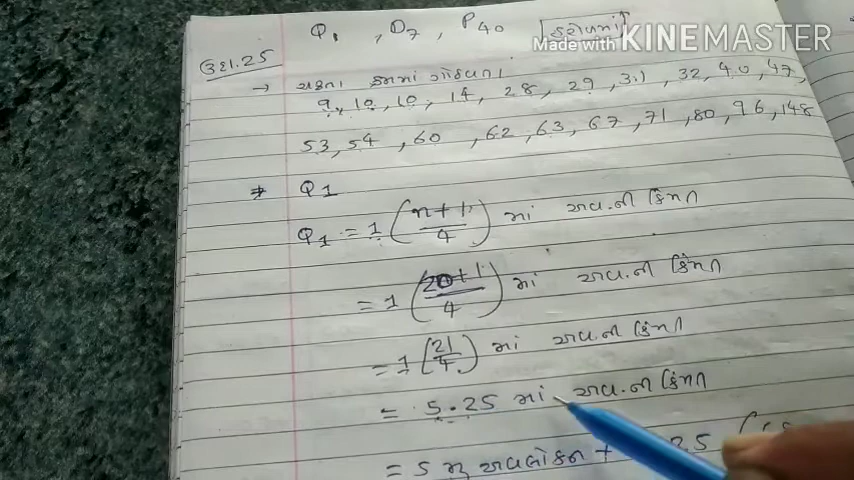 Q₁ , D₇ , P₄₀
Made with KINEMASTER
ઉદા.25
→ ચડતા ક્રમમાં ગોઠવતા
9, 10, 10, 14, 28, 29, 31, 32, 40, 47,
53, 54, 60, 62, 63, 67, 71, 80, 96, 148
⇒ Q1
Q₁ = 1 (n+1/4) માં અવ.ની કિંમત
= 1 (20+1/4) માં અવ.ની કિંમત
= 1 (21/4) માં અવ.ની કિંમત
= 5.25 માં અવ.ની કિંમત
= 5 મુ અવલોકન +